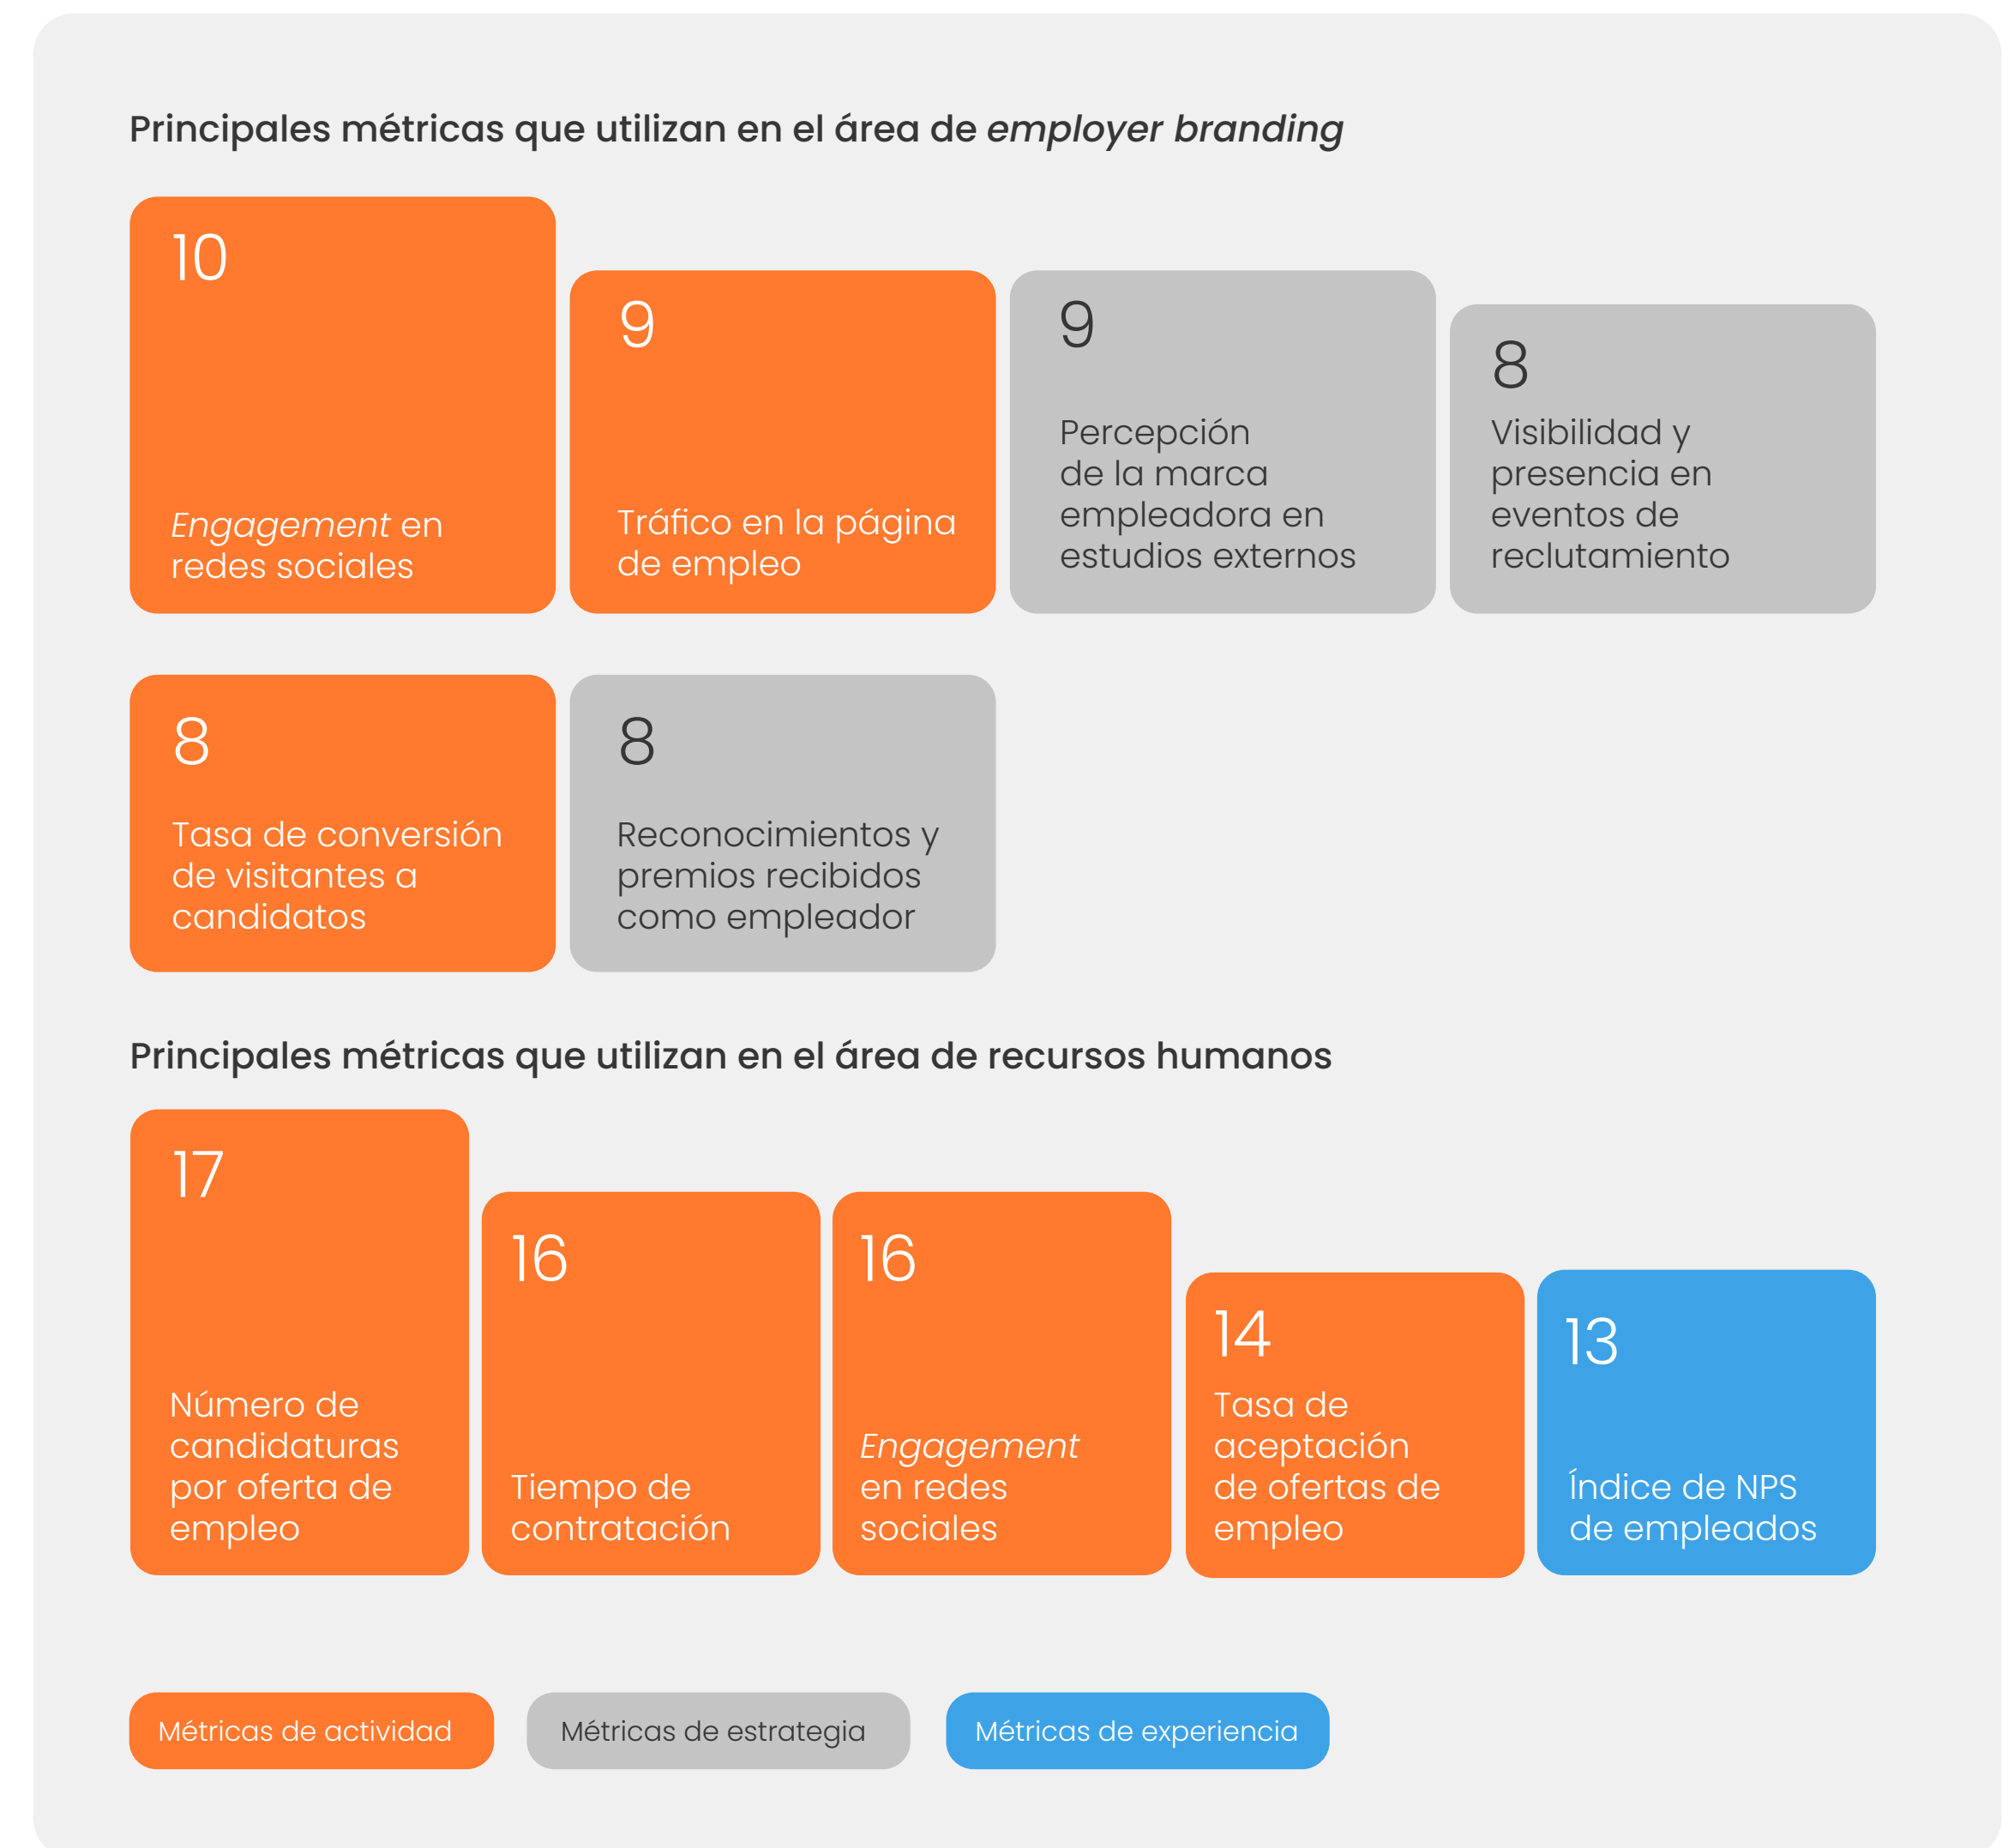 Principales métricas que utilizan en el área de employer branding
10
Engagement en
redes sociales
9
Tráfico en la página
de empleo
9
Percepción
de la marca
empleadora en
estudios externos
8
Visibilidad y
presencia en
eventos de
reclutamiento
8
Tasa de conversión
de visitantes a
candidatos
8
Reconocimientos y
premios recibidos
como empleador
Principales métricas que utilizan en el área de recursos humanos
17
Número de
candidaturas
por oferta de
empleo
16
Tiempo de
contratación
16
Engagement
en redes
sociales
14
Tasa de
aceptación
de ofertas de
empleo
13
Índice de NPS
de empleados
Métricas de actividad
Métricas de estrategia
Métricas de experiencia